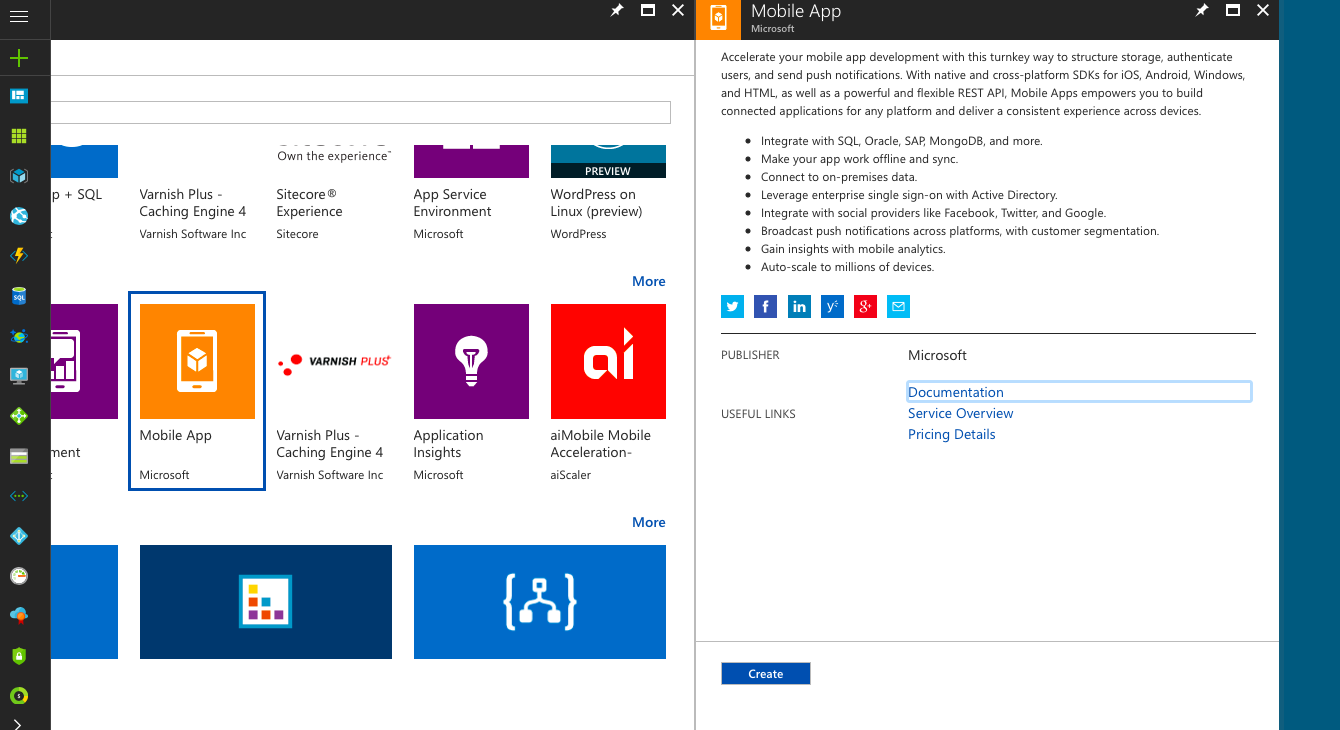 Mobile App
Microsoft
Accelerate your mobile app development with this turnkey way to structure storage, authenticate
users, and send push notifications. With native and cross-platform SDKs for iOS, Android, Windows,
and HTML, as well as a powerful and flexible REST API, Mobile Apps empowers you to build
connected applications for any platform and deliver a consistent experience across devices.
Integrate with SQL, Oracle, SAP, MongoDB, and more.
Make your app work offline and sync.
Connect to on-premises data.
Leverage enterprise single sign-on with Active Directory.
Integrate with social providers like Facebook, Twitter, and Google.
Broadcast push notifications across platforms, with customer segmentation.
Gain insights with mobile analytics.
Auto-scale to millions of devices.
PUBLISHER
Microsoft
USEFUL LINKS
Documentation
Service Overview
Pricing Details
Create
Own the experience™
PREVIEW
p + SQL
Varnish Plus -
Caching Engine 4
Varnish Software Inc
Sitecore®
Experience
Sitecore
App Service
Environment
Microsoft
WordPress on
Linux (preview)
WordPress
More
SQL
VARNISH PLUS+
ai
ment
Mobile App
Microsoft
Varnish Plus -
Caching Engine 4
Varnish Software Inc
Application
Insights
Microsoft
aiMobile Mobile
Acceleration-
aiScaler
More